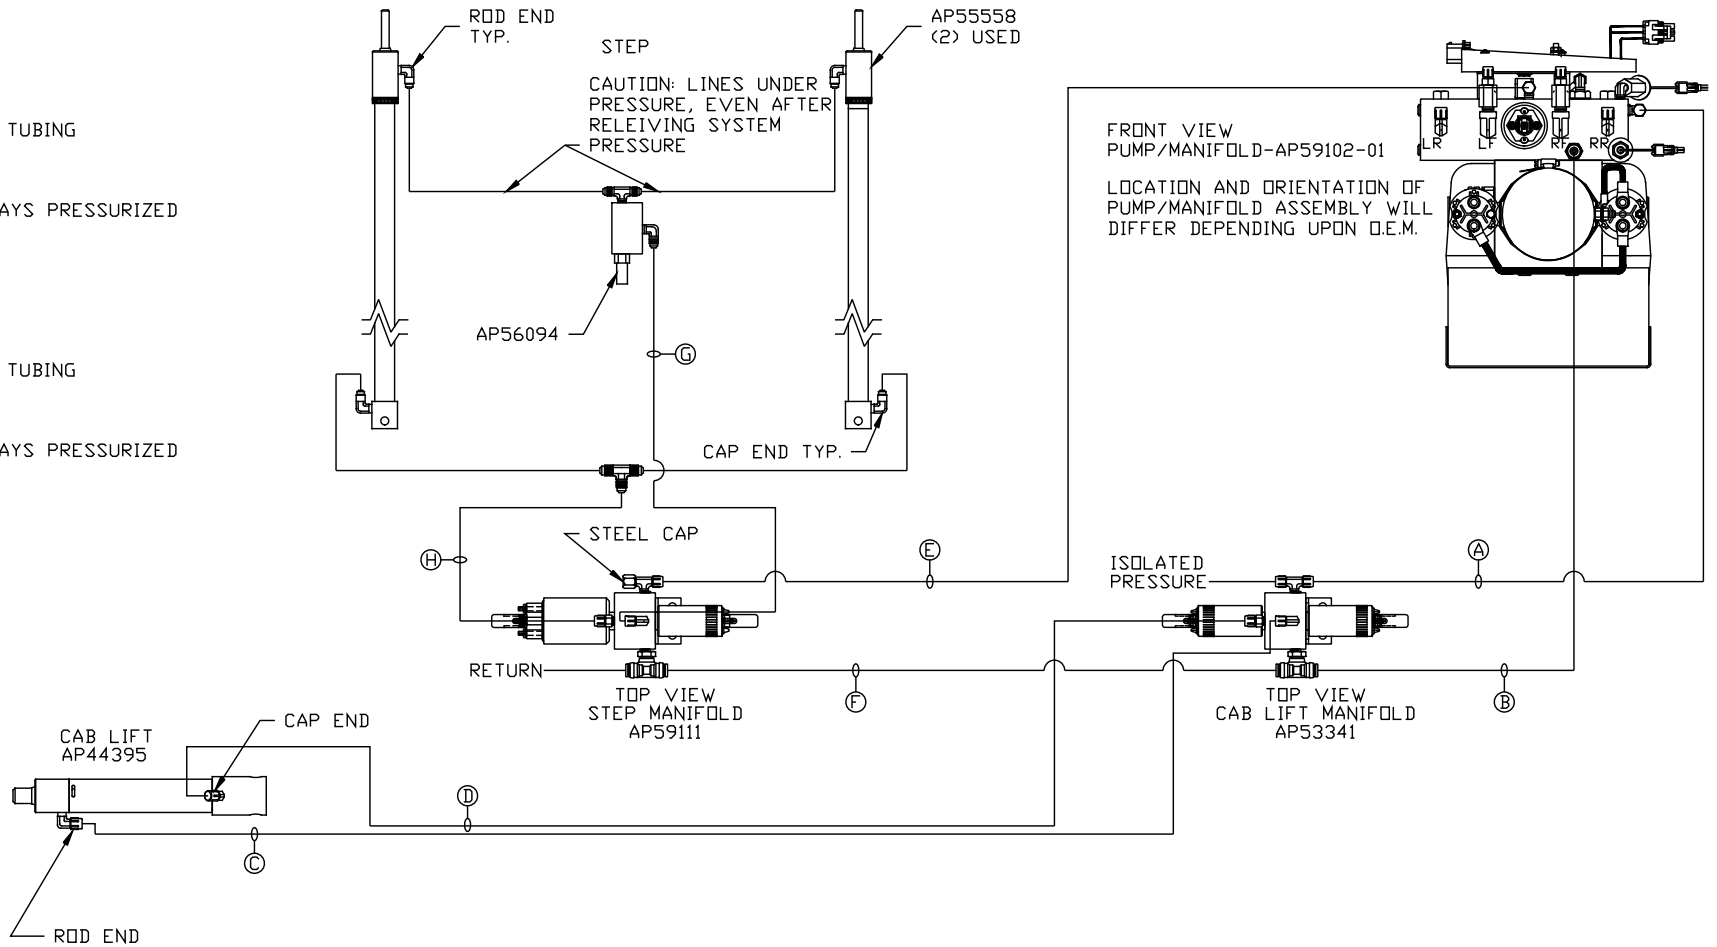 ROD END
TYP.
STEP
AP55558
(2) USED
CAUTION: LINES UNDER
PRESSURE, EVEN AFTER
RELEIVING SYSTEM
PRESSURE
TUBING
AYS PRESSURIZED
FRONT VIEW
PUMP/MANIFOLD-AP59102-01
LOCATION AND ORIENTATION OF
PUMP/MANIFOLD ASSEMBLY WILL
DIFFER DEPENDING UPON O.E.M.
LR LF RF RR
AP56094
G
TUBING
AYS PRESSURIZED
CAP END TYP.
STEEL CAP
H
E
ISOLATED
PRESSURE
A
RETURN
TOP VIEW
STEP MANIFOLD
AP59111
F
TOP VIEW
CAB LIFT MANIFOLD
AP53341
B
CAB LIFT
AP44395
CAP END
D
C
ROD END